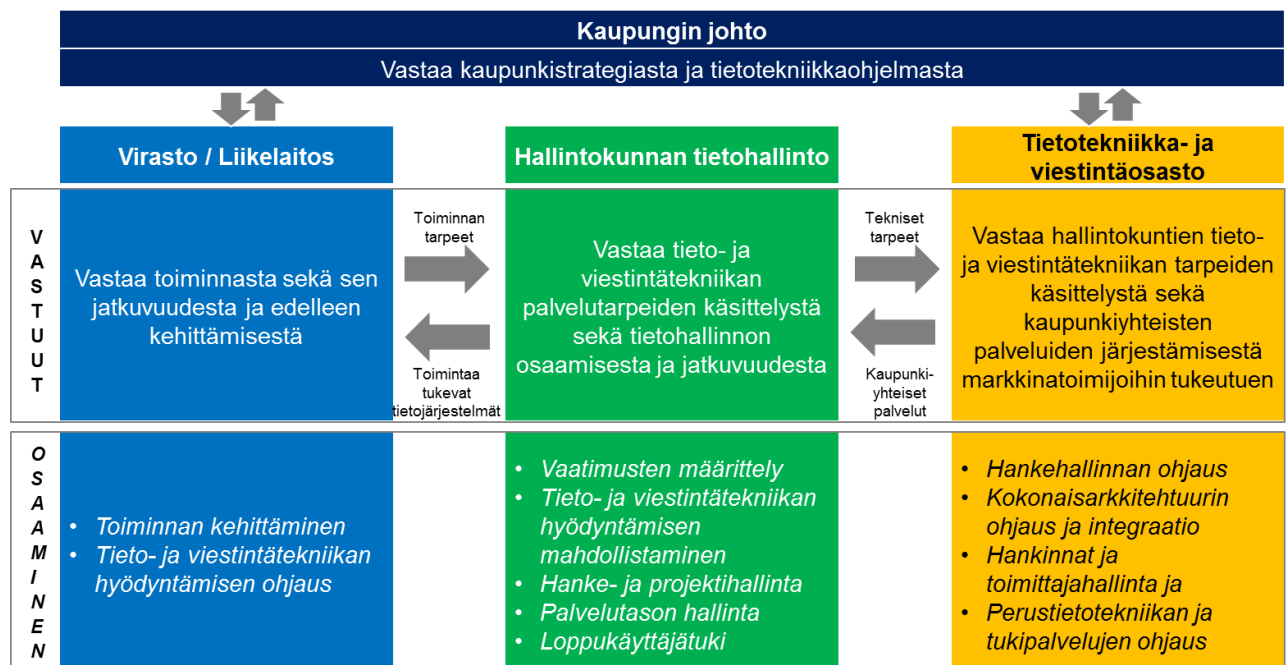 Kaupungin johto
Vastaa kaupunkistrategiasta ja tietotekniikkaohjelmasta
Virasto / Liikelaitos
Hallintokunnan tietohallinto
Tietotekniikka- ja
viestintäosasto
VASTUUT
Vastaa toiminnasta sekä sen
jatkuvuudesta ja edelleen
kehittämisestä
Toiminnan
tarpeet
Toimintaa
tukevat
tietojärjestelmät
Vastaa tieto- ja
viestintätekniikan
palvelutarpeiden käsittelystä
sekä tietohallinnon
osaamisesta ja jatkuvuudesta
Tekniset
tarpeet
Kaupunki-
yhteiset
palvelut
Vastaa hallintokuntien tieto-
ja viestintätekniikan tarpeiden
käsittelystä sekä
kaupunkiyhteisten
palveluiden järjestämisestä
markkinatoimijoihin tukeutuen
OSAAMINEN
• Toiminnan kehittäminen
• Tieto- ja viestintätekniikan
hyödyntämisen ohjaus
• Vaatimusten määrittely
• Tieto- ja viestintätekniikan
hyödyntämisen
mahdollistaminen
• Hanke- ja projektihallinta
• Palvelutason hallinta
• Loppukäyttäjätuki
• Hankehallinnan ohjaus
• Kokonaisarkkitehtuurin
ohjaus ja integraatio
• Hankinnat ja
toimittajahallinta ja
• Perustietotekniikan ja
tukipalvelujen ohjaus